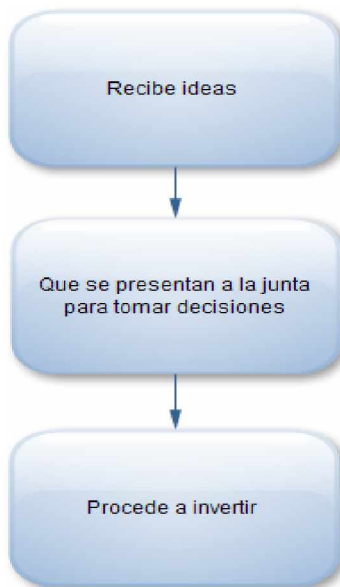 Recibe ideas
Que se presentan a la junta
para tomar decisiones
Procede a invertir